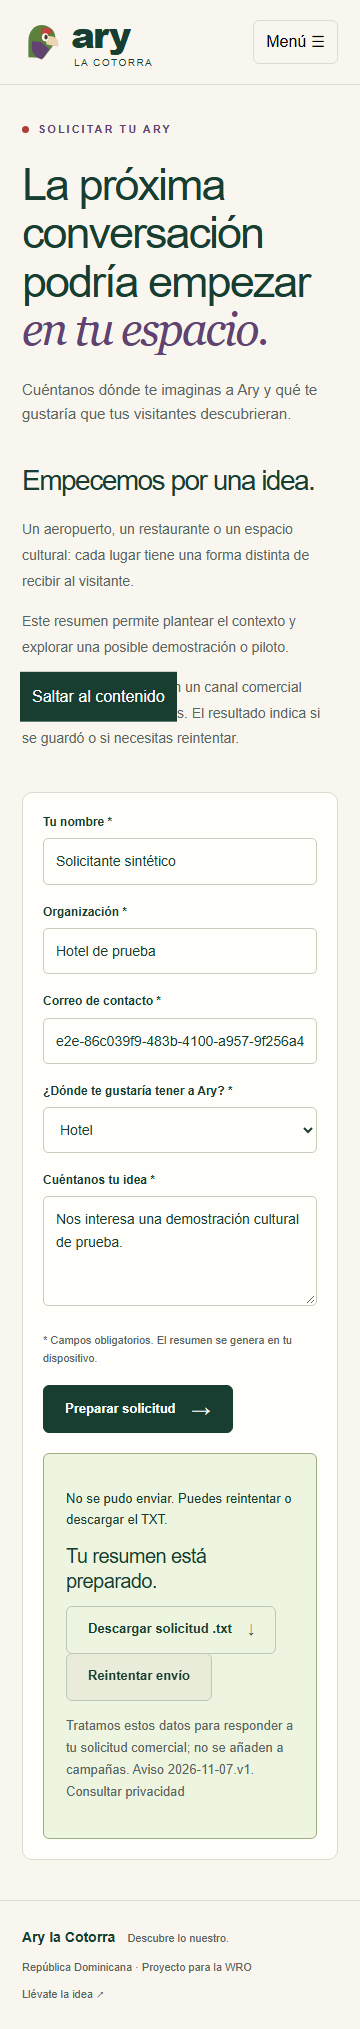 ary
LA COTORRA
Menú ☰
SOLICITAR TU ARY
La próxima
conversación
podría empezar
en tu espacio.
Cuéntanos dónde te imaginas a Ary y qué te
gustaría que tus visitantes descubrieran.
Empecemos por una idea.
Un aeropuerto, un restaurante o un espacio
cultural: cada lugar tiene una forma distinta de
recibir al visitante.
Este resumen permite plantear el contexto y
explorar una posible demostración o piloto.
Saltar al contenido
un canal comercial
s. El resultado indica si
se guardó o si necesitas reintentar.
Tu nombre *
Solicitante sintético
Organización *
Hotel de prueba
Correo de contacto *
e2e-86c039f9-483b-4100-a957-9f256a4
¿Dónde te gustaría tener a Ary? *
Hotel
Cuéntanos tu idea *
Nos interesa una demostración cultural
de prueba.
* Campos obligatorios. El resumen se genera en tu
dispositivo.
Preparar solicitud →
No se pudo enviar. Puedes reintentar o
descargar el TXT.
Tu resumen está
preparado.
Descargar solicitud .txt ↓
Reintentar envío
Tratamos estos datos para responder a
tu solicitud comercial; no se añaden a
campañas. Aviso 2026-11-07.v1.
Consultar privacidad
Ary la Cotorra Descubre lo nuestro.
República Dominicana · Proyecto para la WRO
Llévate la idea ↗